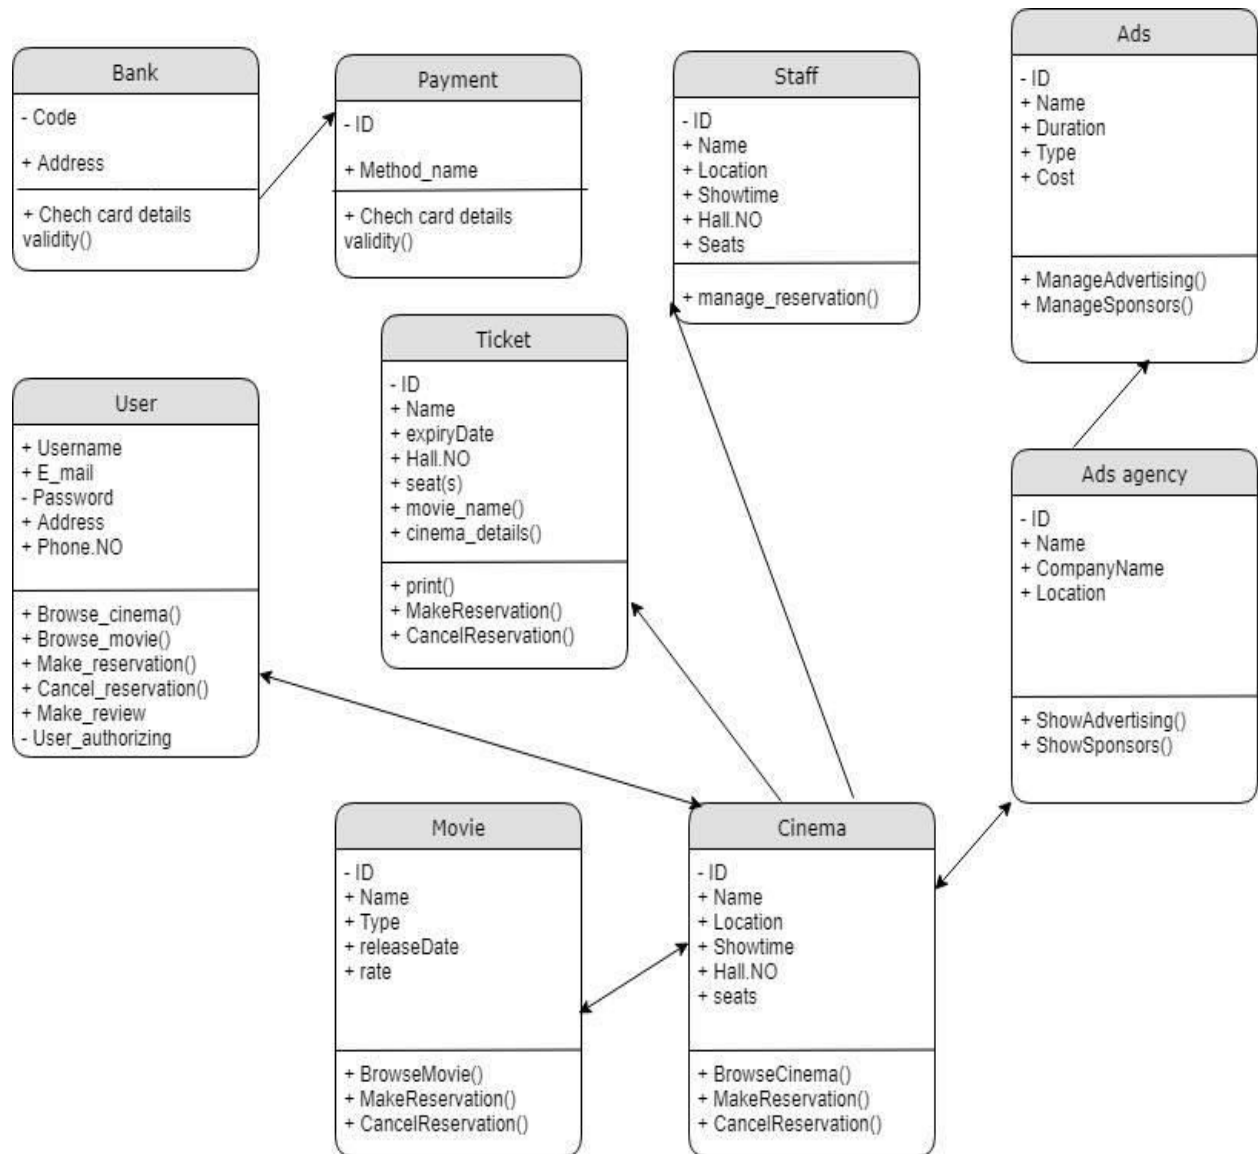 Bank
- Code
+ Address
+ Chech card details
validity()
Payment
- ID
+ Method_name
+ Chech card details
validity()
Staff
- ID
+ Name
+ Location
+ Showtime
+ Hall.NO
+ Seats
+ manage_reservation()
Ads
- ID
+ Name
+ Duration
+ Type
+ Cost
+ ManageAdvertising()
+ ManageSponsors()
User
+ Username
+ E_mail
- Password
+ Address
+ Phone.NO
+ Browse_cinema()
+ Browse_movie()
+ Make_reservation()
+ Cancel_reservation()
+ Make_review
- User_authorizing
Ticket
- ID
+ Name
+ expiryDate
+ Hall.NO
+ seat(s)
+ movie_name()
+ cinema_details()
+ print()
+ MakeReservation()
+ CancelReservation()
Ads agency
- ID
+ Name
+ CompanyName
+ Location
+ ShowAdvertising()
+ ShowSponsors()
Movie
- ID
+ Name
+ Type
+ releaseDate
+ rate
+ BrowseMovie()
+ MakeReservation()
+ CancelReservation()
Cinema
- ID
+ Name
+ Location
+ Showtime
+ Hall.NO
+ seats
+ BrowseCinema()
+ MakeReservation()
+ CancelReservation()